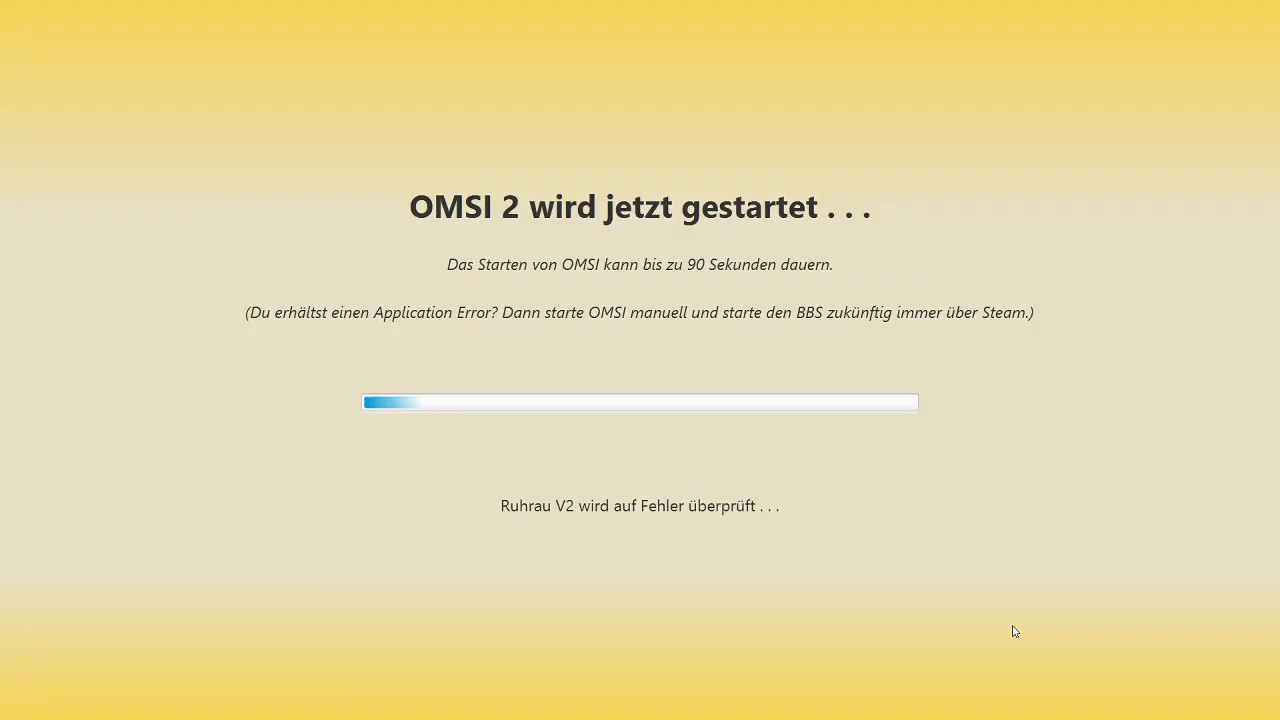 OMSI 2 wird jetzt gestartet . . .
Das Starten von OMSI kann bis zu 90 Sekunden dauern.
(Du erhältst einen Application Error? Dann starte OMSI manuell und starte den BBS zukünftig immer über Steam.)
Ruhrau V2 wird auf Fehler überprüft . . .